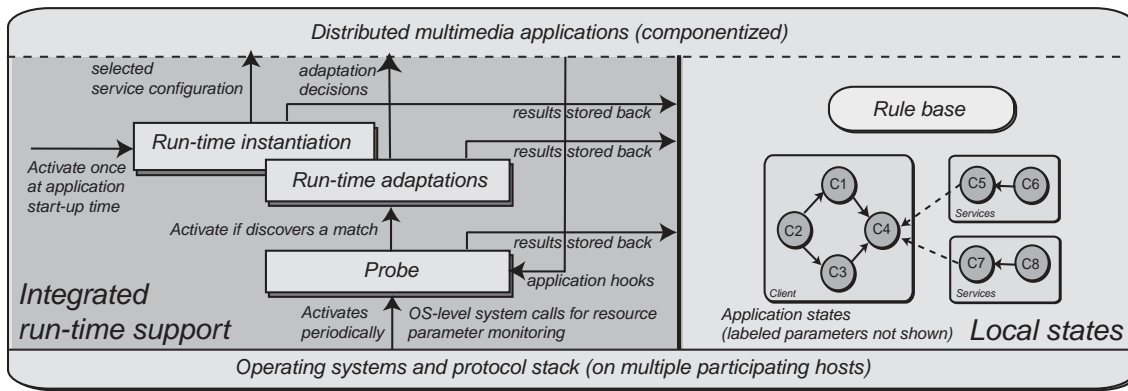 Distributed multimedia applications (componentized)
selected
service configuration
adaptation
decisions
results stored back
Run-time instantiation
results stored back
Activate once
at application
start-up time
Run-time adaptations
Activate if discovers a match
results stored back
Probe
application hooks
Integrated
run-time support
Activates
periodically
OS-level system calls for resource
parameter monitoring
Rule base
C1
C2
C3
C4
Client
C5
C6
Services
C7
C8
Services
Application states
(labeled parameters not shown)
Local states
Operating systems and protocol stack (on multiple participating hosts)